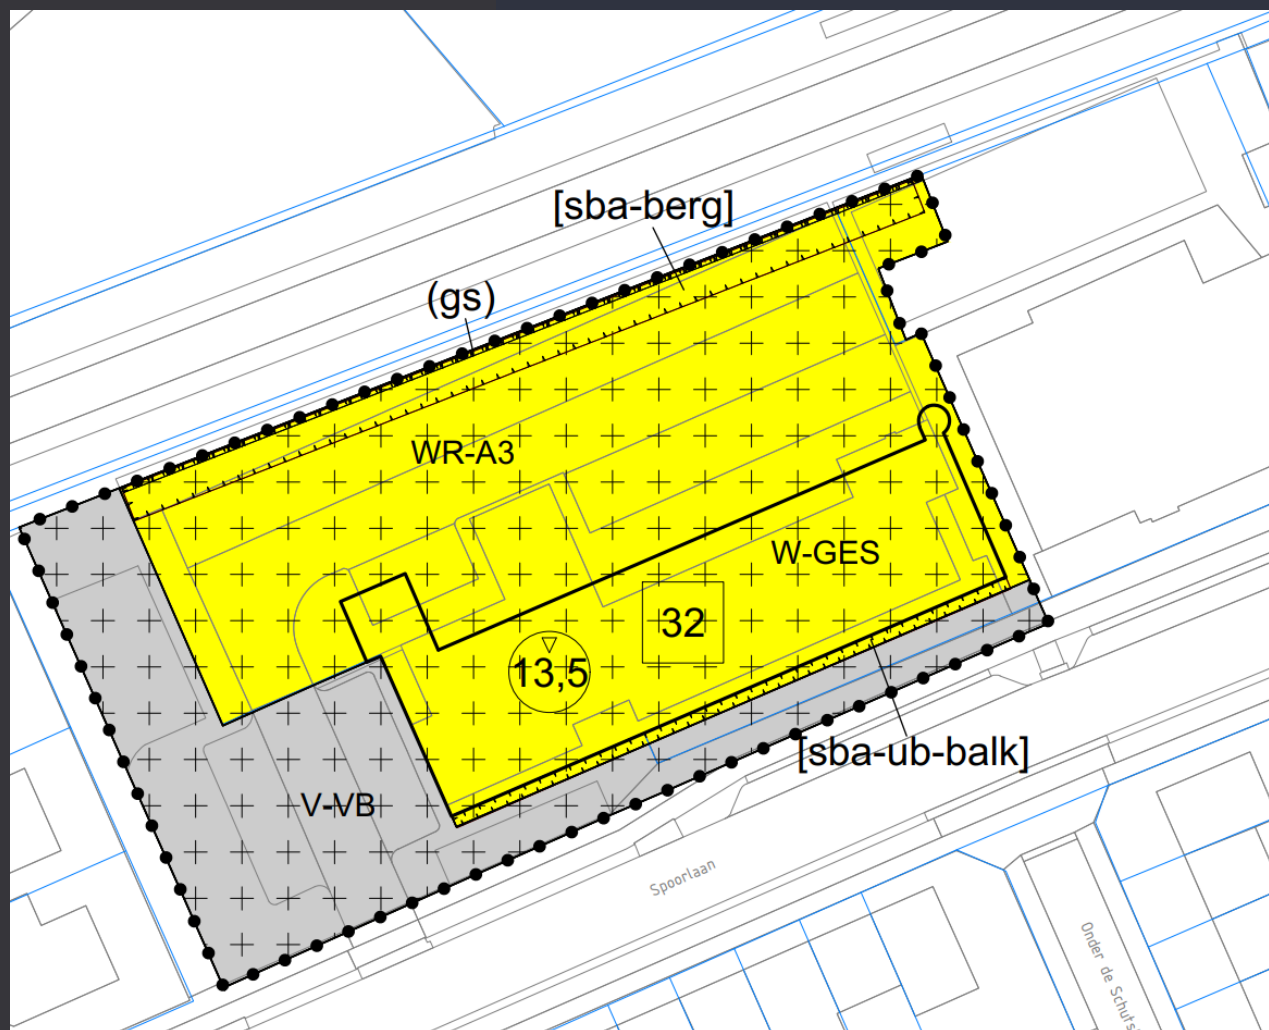 [sba-berg]
(gs)
WR-A3
W-GES
32
13,5
[sba-ub-balk]
V-VB
Spoorlaan
Onder de Schuts